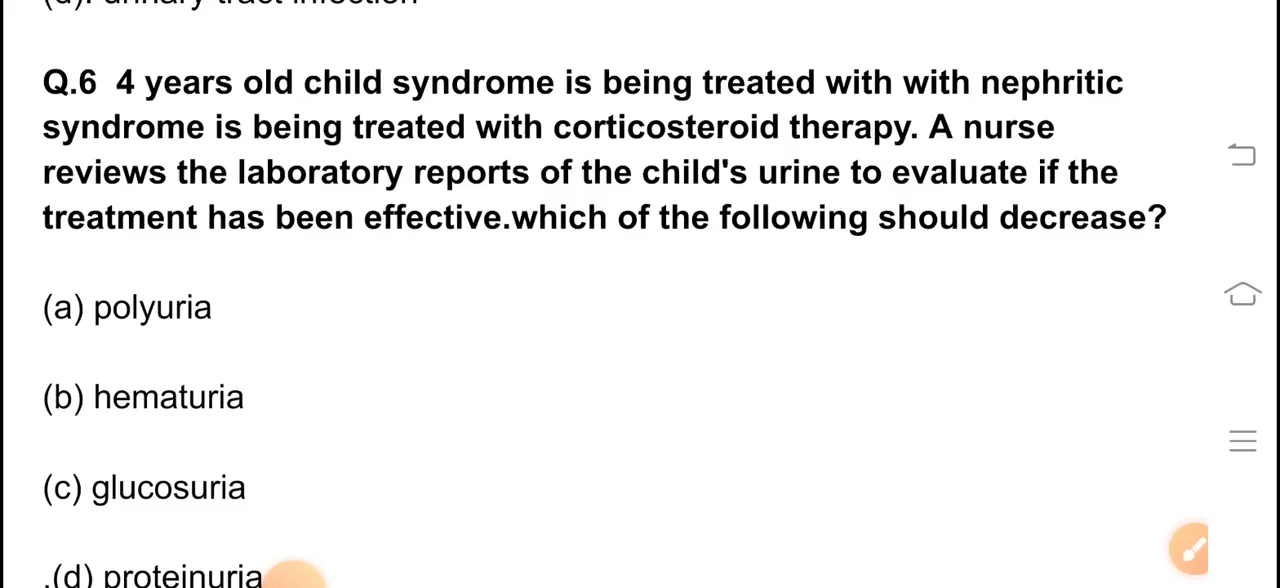 Q.6 4 years old child syndrome is being treated with with nephritic
syndrome is being treated with corticosteroid therapy. A nurse
reviews the laboratory reports of the child's urine to evaluate if the
treatment has been effective.which of the following should decrease?
(a) polyuria
(b) hematuria
(c) glucosuria
.(d) proteinuria